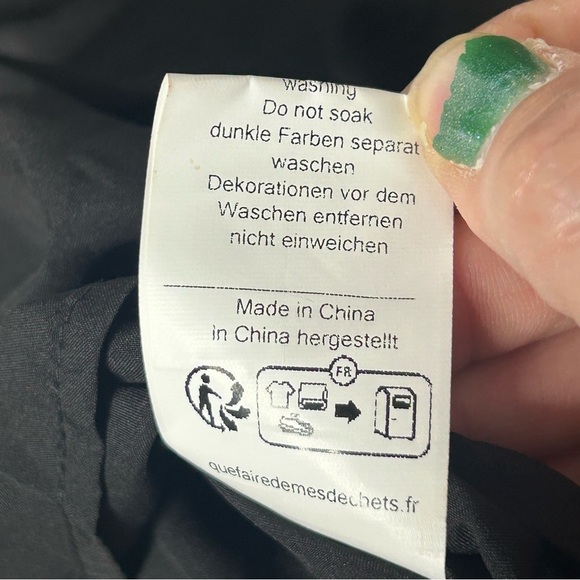 washing
Do not soak
dunkle Farben separat
waschen
Dekorationen vor dem
Waschen entfernen
nicht einweichen
Made in China
in China hergestellt
FR
quefairedemesdechets.fr